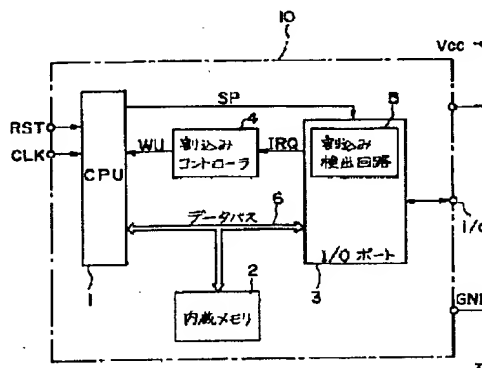 10
Vcc
SP
4
5
RST
CLK
CPU
WU
割込み
コントローラ
IRQ
割込み
検出回路
データバス
6
I/O
1
I/O ポート
3
2
内蔵メモリ
GND